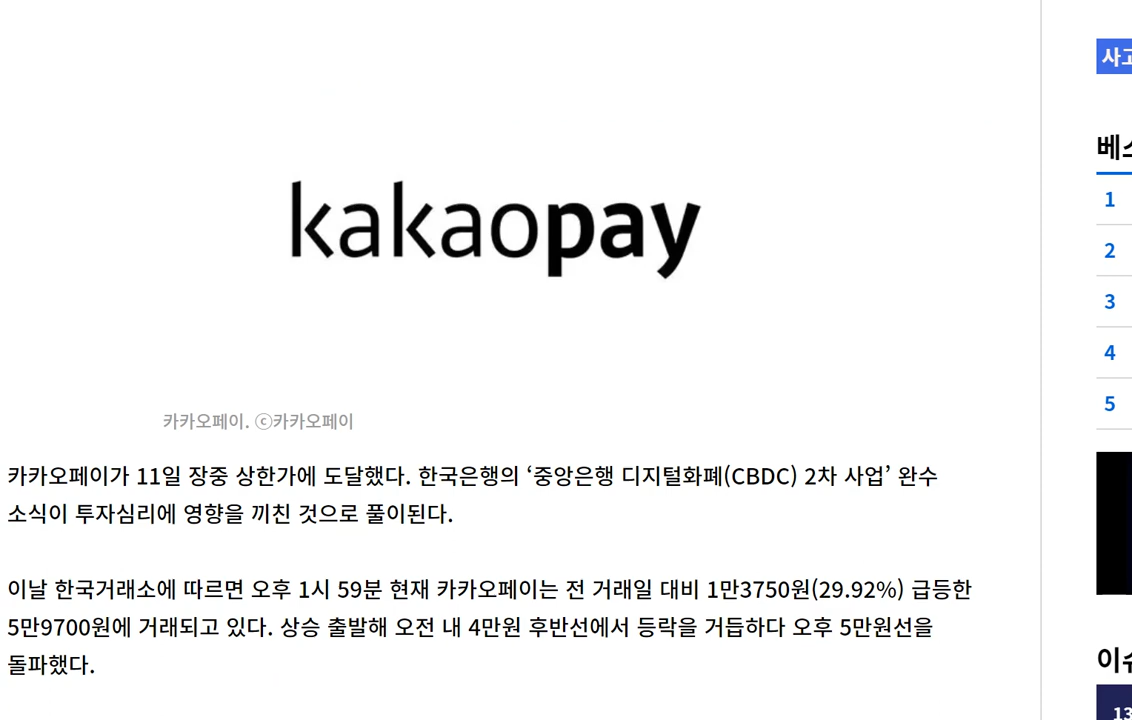 kakaopay
카카오페이. ⓒ카카오페이
카카오페이가 11일 장중 상한가에 도달했다. 한국은행의 ‘중앙은행 디지털화폐(CBDC) 2차 사업’ 완수
소식이 투자심리에 영향을 끼친 것으로 풀이된다.
이날 한국거래소에 따르면 오후 1시 59분 현재 카카오페이는 전 거래일 대비 1만3750원(29.92%) 급등한
5만9700원에 거래되고 있다. 상승 출발해 오전 내 4만원 후반선에서 등락을 거듭하다 오후 5만원선을
돌파했다.
1
2
3
4
5